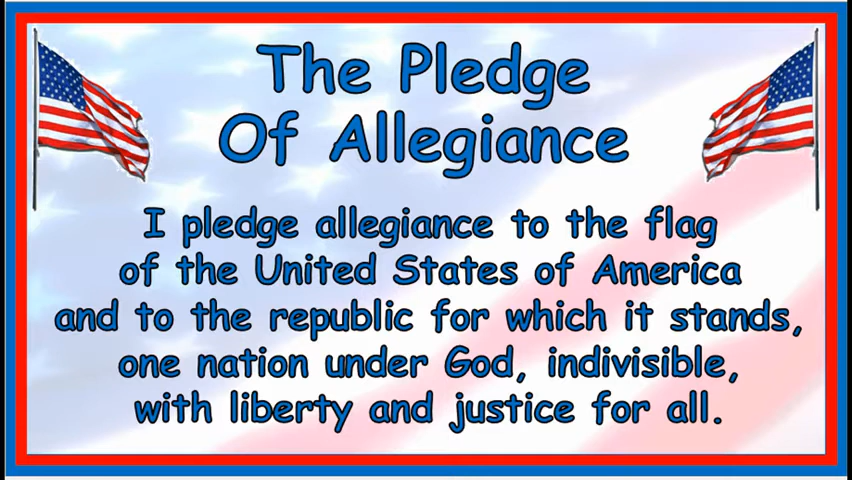 The Pledge
Of Allegiance
I pledge allegiance to the flag
of the United States of America
and to the republic for which it stands,
one nation under God, indivisible,
with liberty and justice for all.